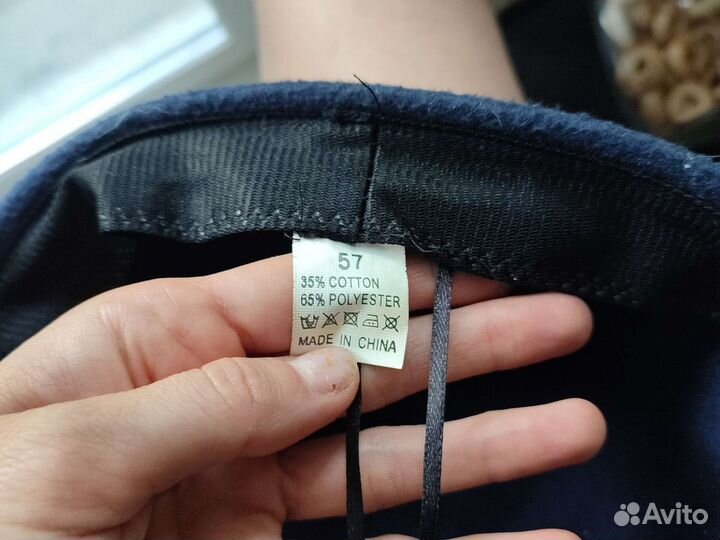 57
35% COTTON
65% POLYESTER
MADE IN CHINA
Avito